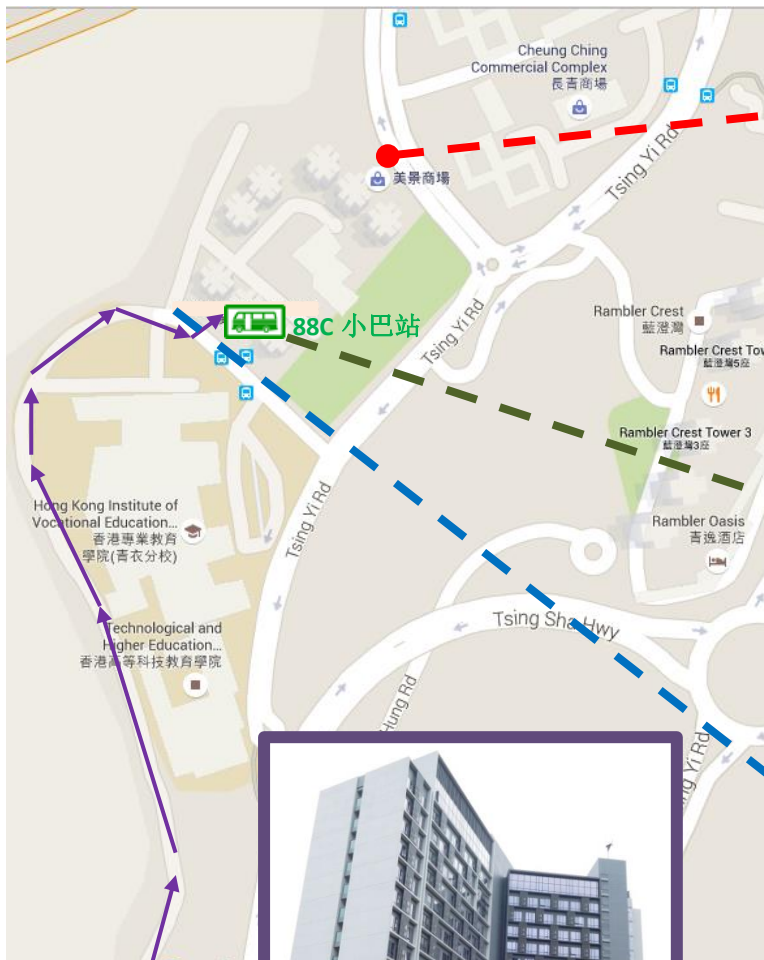 Cheung Ching
Commercial Complex
長青商場
Tsing Yi Rd
美景商場
88C 小巴站
Tsing Yi Rd
Rambler Crest
藍澄灣
Rambler Crest Tow
藍澄灣5座
Rambler Crest Tower 3
藍澄灣3座
Hong Kong Institute of
Vocational Education...
香港專業教育
學院(青衣分校)
Tsing Yi Rd
Rambler Oasis
青逸酒店
Tsing Sha Hwy
Technological and
Higher Education...
香港高等科技教育學院
Hung Rd
ng Yi Rd